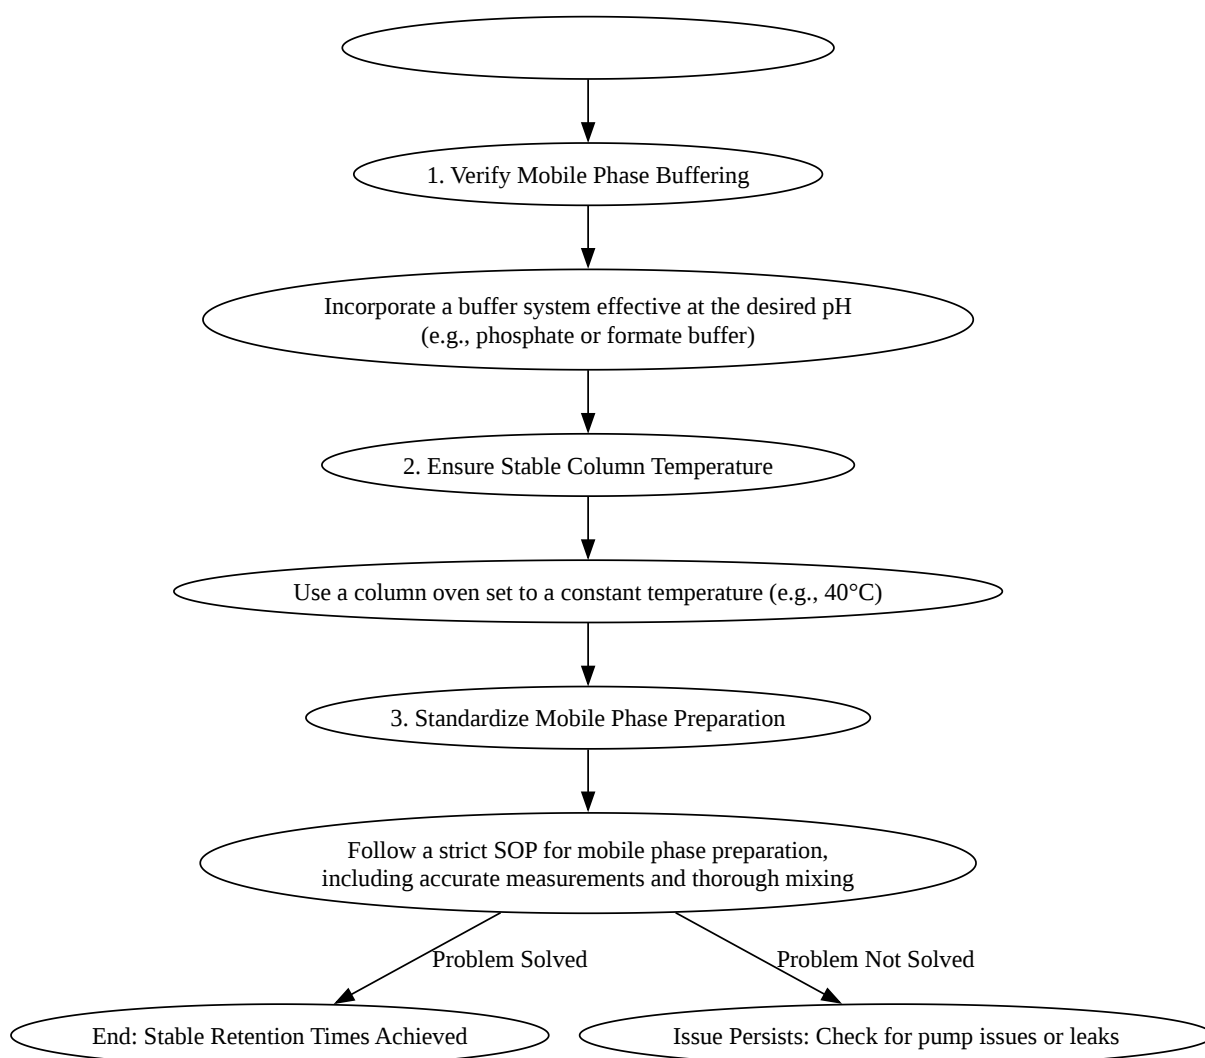 1. Verify Mobile Phase Buffering
Incorporate a buffer system effective at the desired pH
(e.g., phosphate or formate buffer)
2. Ensure Stable Column Temperature
Use a column oven set to a constant temperature (e.g., 40°C)
3. Standardize Mobile Phase Preparation
Follow a strict SOP for mobile phase preparation,
including accurate measurements and thorough mixing
Problem Solved
Problem Not Solved
End: Stable Retention Times Achieved
Issue Persists: Check for pump issues or leaks